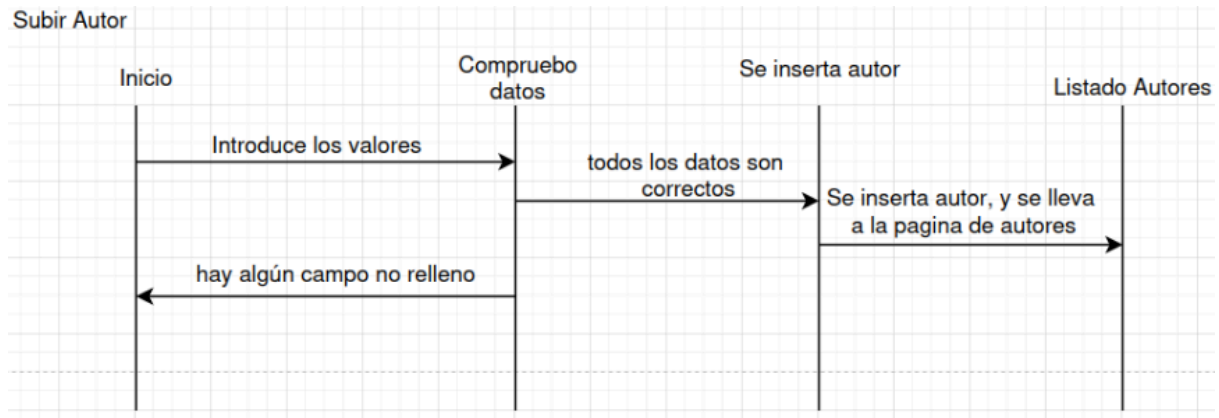 Subir Autor
Inicio
Compruebo
datos
Se inserta autor
Listado Autores
Introduce los valores
todos los datos son
correctos
Se inserta autor, y se lleva
a la pagina de autores
hay algún campo no relleno